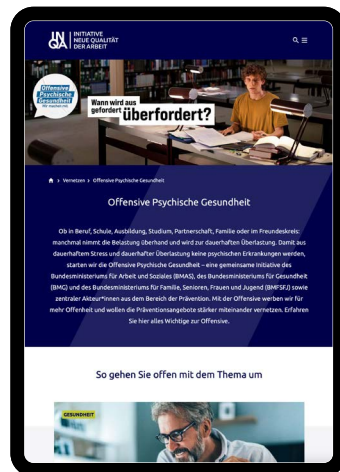 INITIATIVE
NEUE QUALITÄT
DER ARBEIT
Offensive
Psychische
Gesundheit
Wir machen mit
Wann wird aus
gefordert überfordert?
Vernetzen > Offensive Psychische Gesundheit
Offensive Psychische Gesundheit
Ob in Beruf, Schule, Ausbildung, Studium, Partnerschaft, Familie oder im Freundeskreis:
manchmal nimmt die Belastung überhand und wird zur dauerhaften Überlastung. Damit aus
dauerhaftem Stress und dauerhafter Überlastung keine psychischen Erkrankungen werden,
starten wir die Offensive Psychische Gesundheit – eine gemeinsame Initiative des
Bundesministeriums für Arbeit und Soziales (BMAS), des Bundesministeriums für Gesundheit
(BMG) und des Bundesministeriums für Familie, Senioren, Frauen und Jugend (BMFSFJ) sowie
zentraler Akteur*innen aus dem Bereich der Prävention. Mit der Offensive werben wir für
mehr Offenheit und wollen die Präventionsangebote stärker miteinander vernetzen. Erfahren
Sie hier alles Wichtige zur Offensive.
So gehen Sie offen mit dem Thema um
GESUNDHEIT